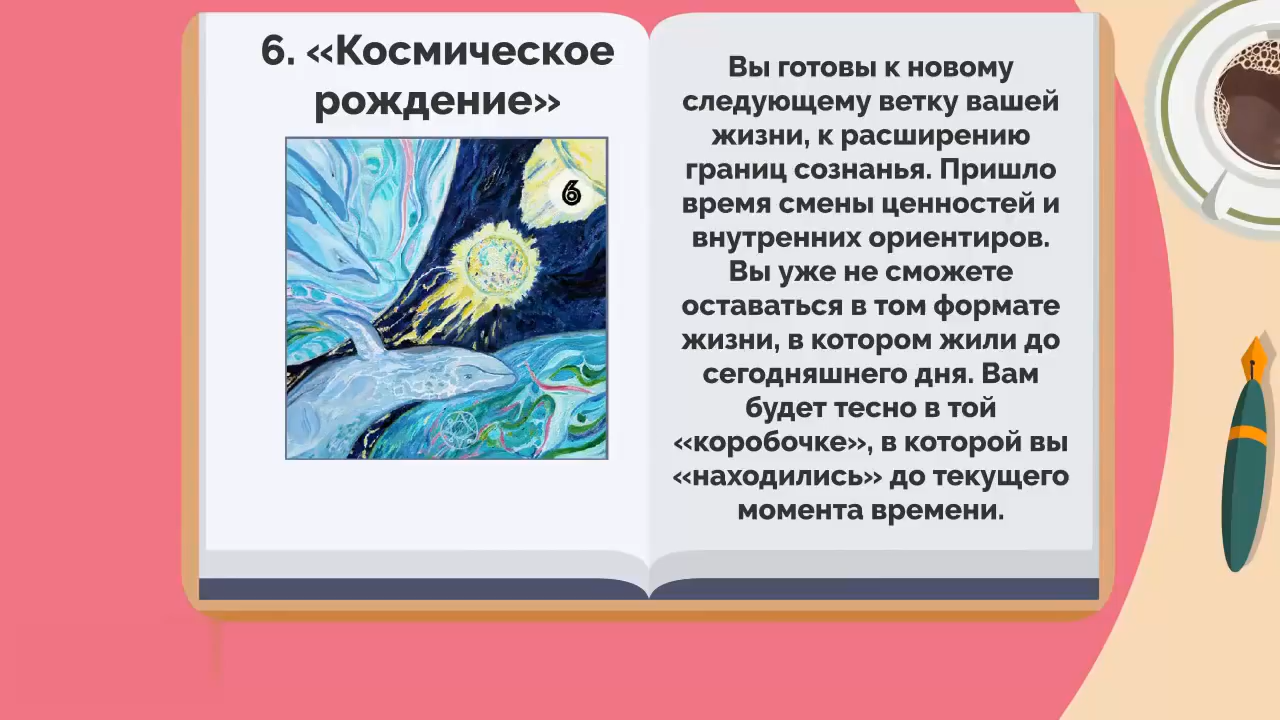 6. «Космическое
рождение»
6
Вы готовы к новому
следующему ветку вашей
жизни, к расширению
границ сознанья. Пришло
время смены ценностей и
внутренних ориентиров.
Вы уже не сможете
оставаться в том формате
жизни, в котором жили до
сегодняшнего дня. Вам
будет тесно в той
«коробочке», в которой вы
«находились» до текущего
момента времени.